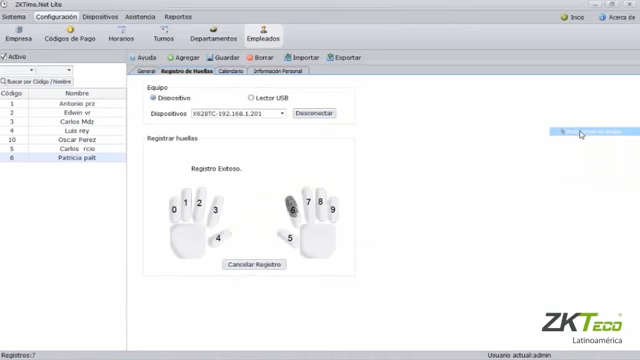 ZKTime.Net Lite
Sistema Configuración Dispositivos Asistencia Reportes
Inicio Acerca de
Empresa Códigos de Pago Horarios Turnos Departamentos Empleados
Activo
Ayuda Agregar Guardar Borrar Importar Exportar
General Registro de Huellas Calendario Información Personal
Buscar por Código / Nombre
Código Nombre
1 Antonio prz
2 Edwin vr
3 Carlos Mdz
4 Luis rey
10 Oscar Perez
5 Carlos rcio
6 Patricia palt
Equipo
Dispositivo Lector USB
Dispositivos X628TC-192.168.1.201 Desconectar
Registrar huellas
Registro Exitoso.
0 1 2 3 4 5 6 7 8 9
Cancelar Registro
ZKTeco
Latinoamérica
Registros:7
Usuario actual:admin